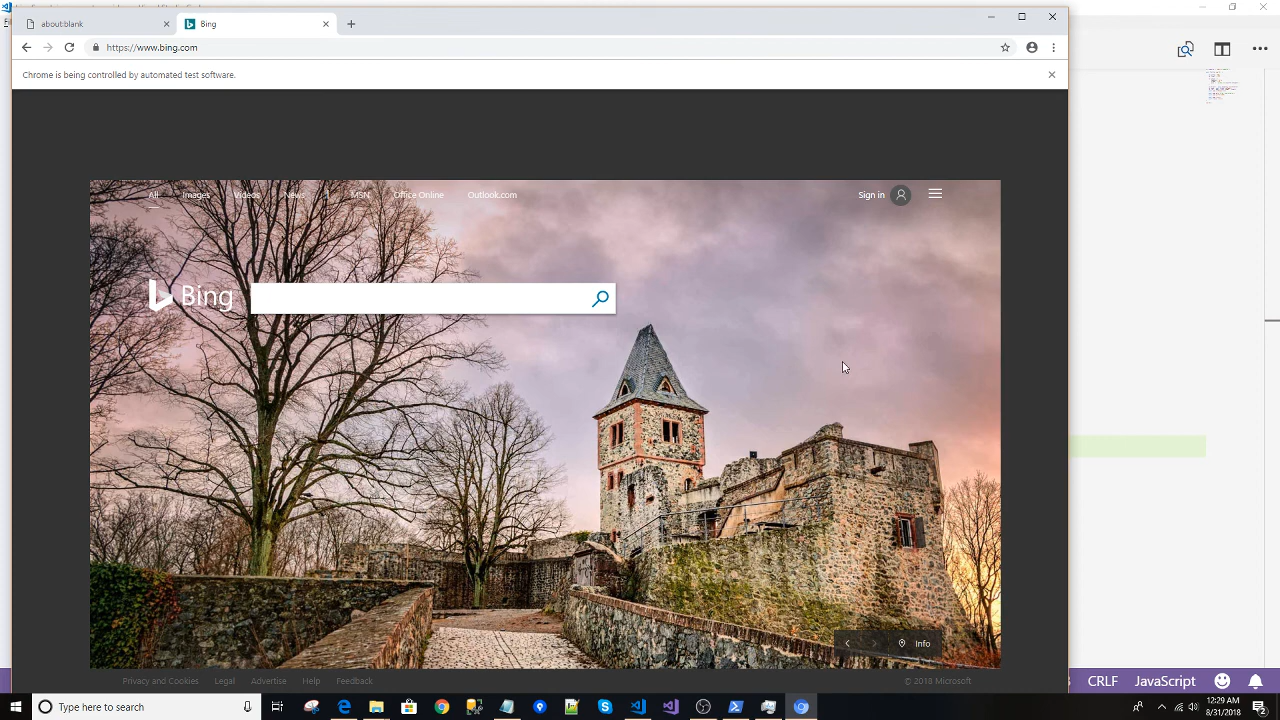 about:blank
Bing
https://www.bing.com
Chrome is being controlled by automated test software.
All Images Videos News MSN Office Online Outlook.com
Sign in
Bing
Info
Privacy and Cookies Legal Advertise Help Feedback
© 2018 Microsoft
CRLF JavaScript
Type here to search
12:29 AM
8/31/2018
2